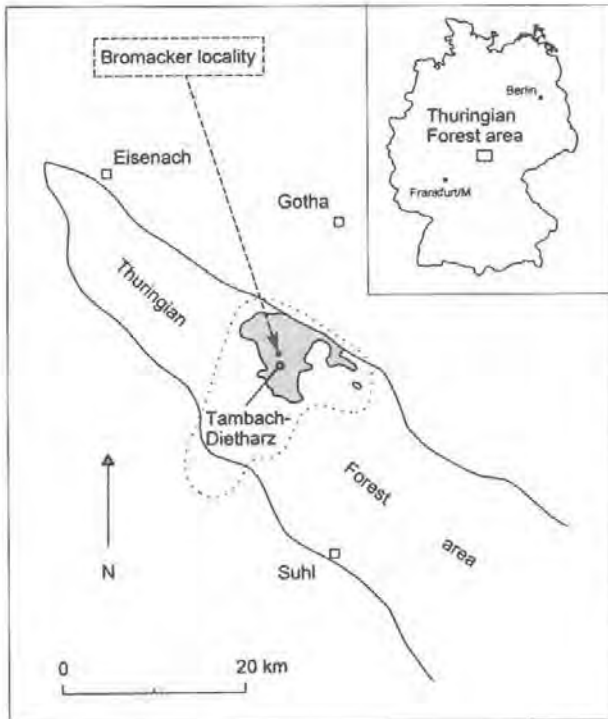 Bromacker locality
Eisenach
Gotha
Thuringian
Tambach-
Dietharz
Forest
area
Suhl
N
0
20 km
Berlin
Thuringian
Forest area
Frankfurt/M